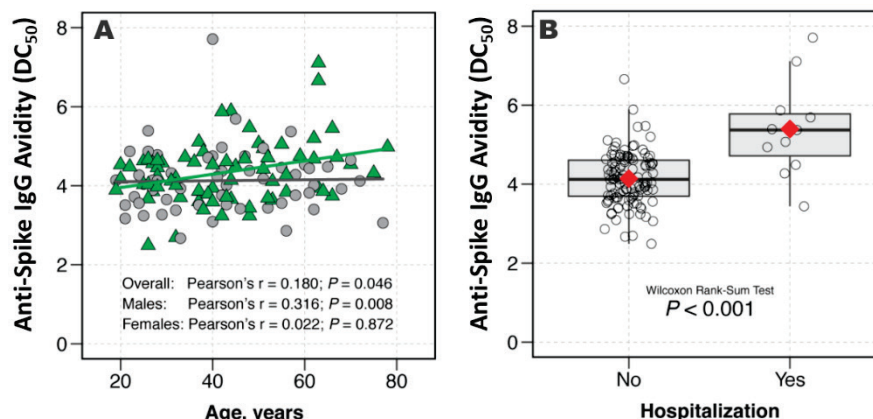 A
Anti-Spike IgG Avidity (DC50)
8
6
4
2
0
Overall: Pearson's r = 0.180; P = 0.046
Males: Pearson's r = 0.316; P = 0.008
Females: Pearson's r = 0.022; P = 0.872
20 40 60 80
Age, years
B
Anti-Spike IgG Avidity (DC50)
8
6
4
2
0
Wilcoxon Rank-Sum Test
P < 0.001
No Yes
Hospitalization